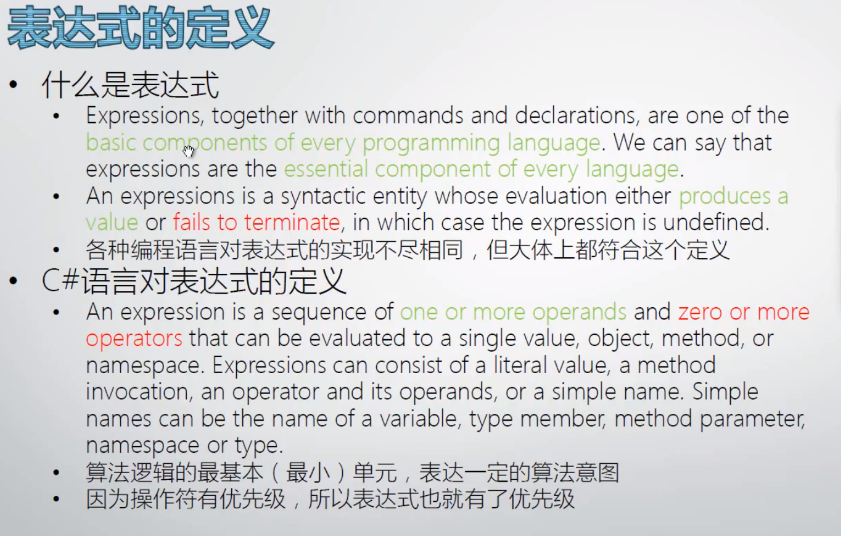 表达式的定义
• 什么是表达式
• Expressions, together with commands and declarations, are one of the
basic components of every programming language. We can say that
expressions are the essential component of every language.
• An expressions is a syntactic entity whose evaluation either produces a
value or fails to terminate, in which case the expression is undefined.
• 各种编程语言对表达式的实现不尽相同，但大体上都符合这个定义
• C#语言对表达式的定义
• An expression is a sequence of one or more operands and zero or more
operators that can be evaluated to a single value, object, method, or
namespace. Expressions can consist of a literal value, a method
invocation, an operator and its operands, or a simple name. Simple
names can be the name of a variable, type member, method parameter,
namespace or type.
• 算法逻辑的最基本（最小）单元，表达一定的算法意图
• 因为操作符有优先级，所以表达式也就有了优先级